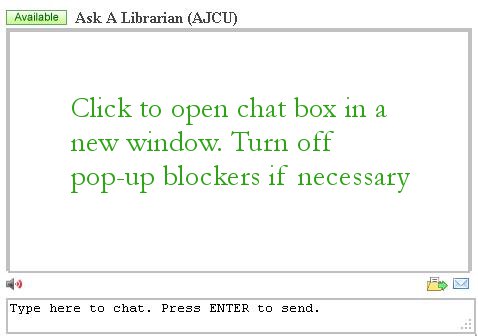 Available Ask A Librarian (AJCU)
Click to open chat box in a
new window. Turn off
pop-up blockers if necessary
Type here to chat. Press ENTER to send.